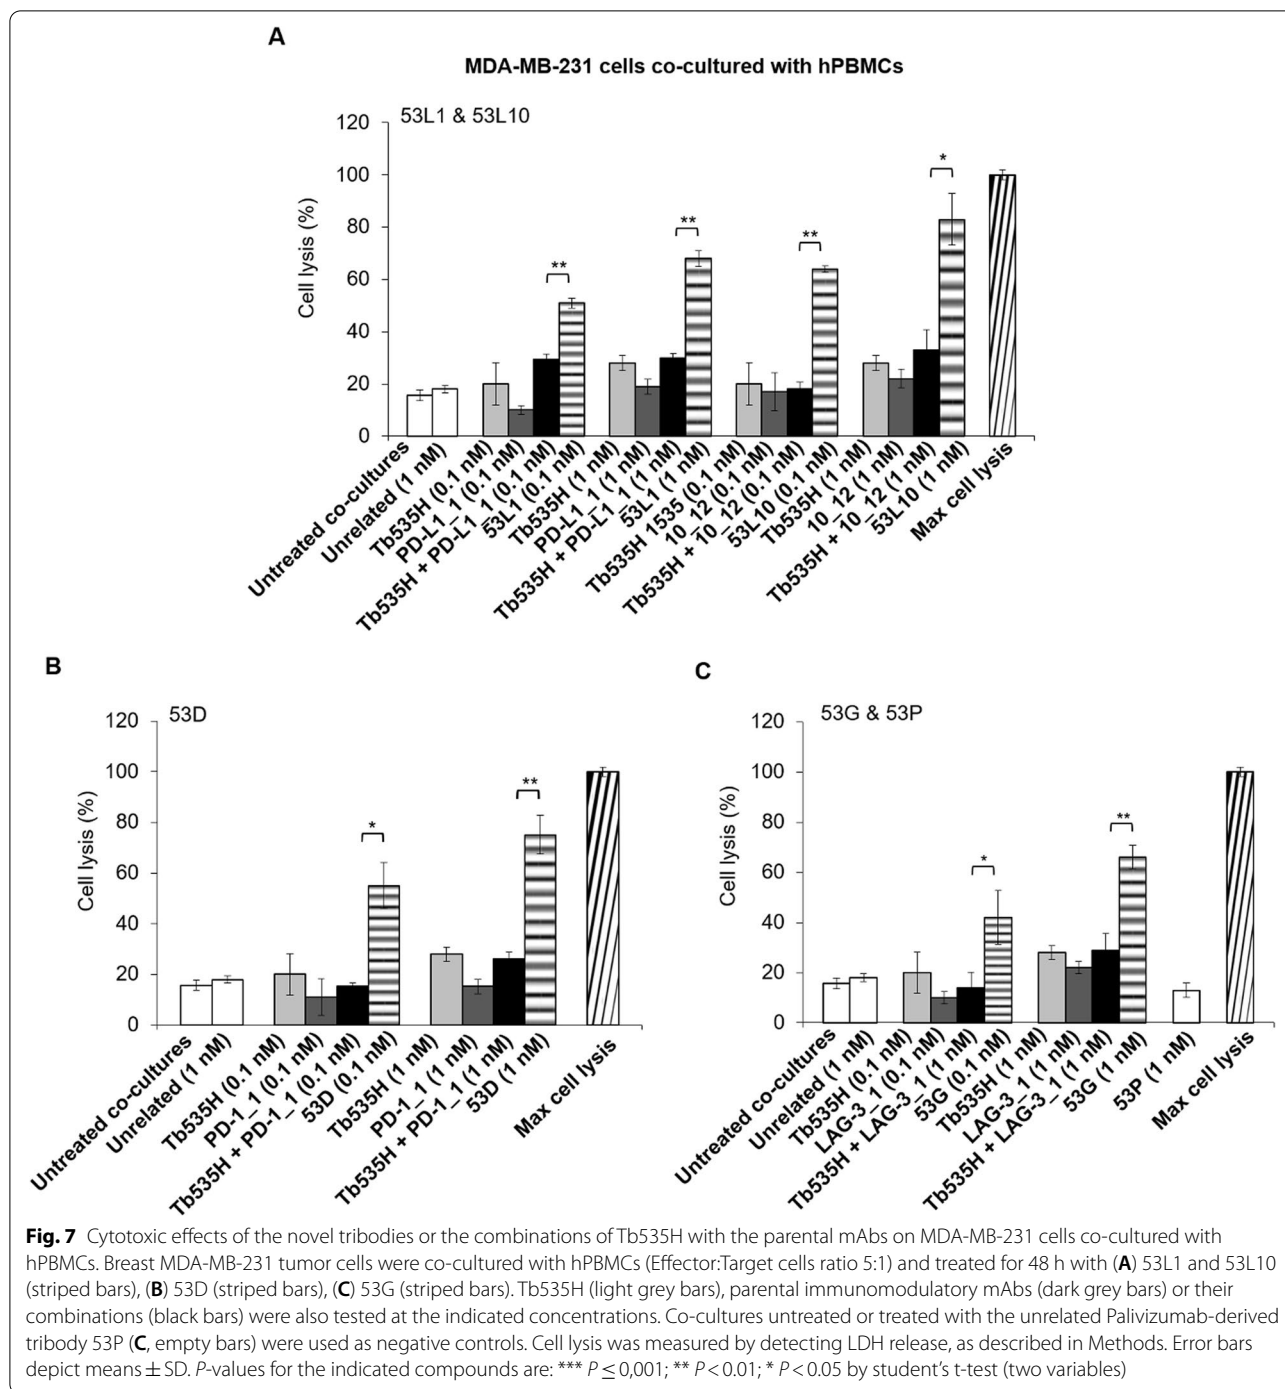 A
MDA-MB-231 cells co-cultured with hPBMCs
53L1 & 53L10
Cell lysis (%)
120
100
80
60
40
20
0
**
**
**
*
Untreated co-cultures
Unrelated (1 nM)
Tb535H (0.1 nM)
PD-L1_1 (0.1 nM)
Tb535H + PD-L1_1 (0.1 nM)
53L1 (0.1 nM)
Tb535H (1 nM)
PD-L1_1 (1 nM)
Tb535H + PD-L1_1 (1 nM)
53L1 (1 nM)
Tb535H 1535 (0.1 nM)
10_12 (0.1 nM)
Tb535H + 10_12 (0.1 nM)
53L10 (0.1 nM)
Tb535H (1 nM)
10_12 (1 nM)
Tb535H + 10_12 (1 nM)
53L10 (1 nM)
Max cell lysis
B
53D
Cell lysis (%)
120
100
80
60
40
20
0
*
**
Untreated co-cultures
Unrelated (1 nM)
Tb535H (0.1 nM)
PD-1_1 (0.1 nM)
Tb535H + PD-1_1 (0.1 nM)
53D (0.1 nM)
Tb535H (1 nM)
PD-1_1 (1 nM)
Tb535H + PD-1_1 (1 nM)
53D (1 nM)
Max cell lysis
C
53G & 53P
Cell lysis (%)
120
100
80
60
40
20
0
*
**
Untreated co-cultures
Unrelated (1 nM)
Tb535H (0.1 nM)
LAG-3_1 (0.1 nM)
Tb535H + LAG-3_1 (1 nM)
53G (0.1 nM)
Tb535H (1 nM)
LAG-3_1 (1 nM)
Tb535H + LAG-3_1 (1 nM)
53G (1 nM)
53P (1 nM)
Max cell lysis
Fig. 7 Cytotoxic effects of the novel tribodies or the combinations of Tb535H with the parental mAbs on MDA-MB-231 cells co-cultured with
hPBMCs. Breast MDA-MB-231 tumor cells were co-cultured with hPBMCs (Effector:Target cells ratio 5:1) and treated for 48 h with (A) 53L1 and 53L10
(striped bars), (B) 53D (striped bars), (C) 53G (striped bars). Tb535H (light grey bars), parental immunomodulatory mAbs (dark grey bars) or their
combinations (black bars) were also tested at the indicated concentrations. Co-cultures untreated or treated with the unrelated Palivizumab-derived
tribody 53P (C, empty bars) were used as negative controls. Cell lysis was measured by detecting LDH release, as described in Methods. Error bars
depict means ± SD. P-values for the indicated compounds are: *** P ≤ 0,001; ** P < 0.01; * P < 0.05 by student's t-test (two variables)